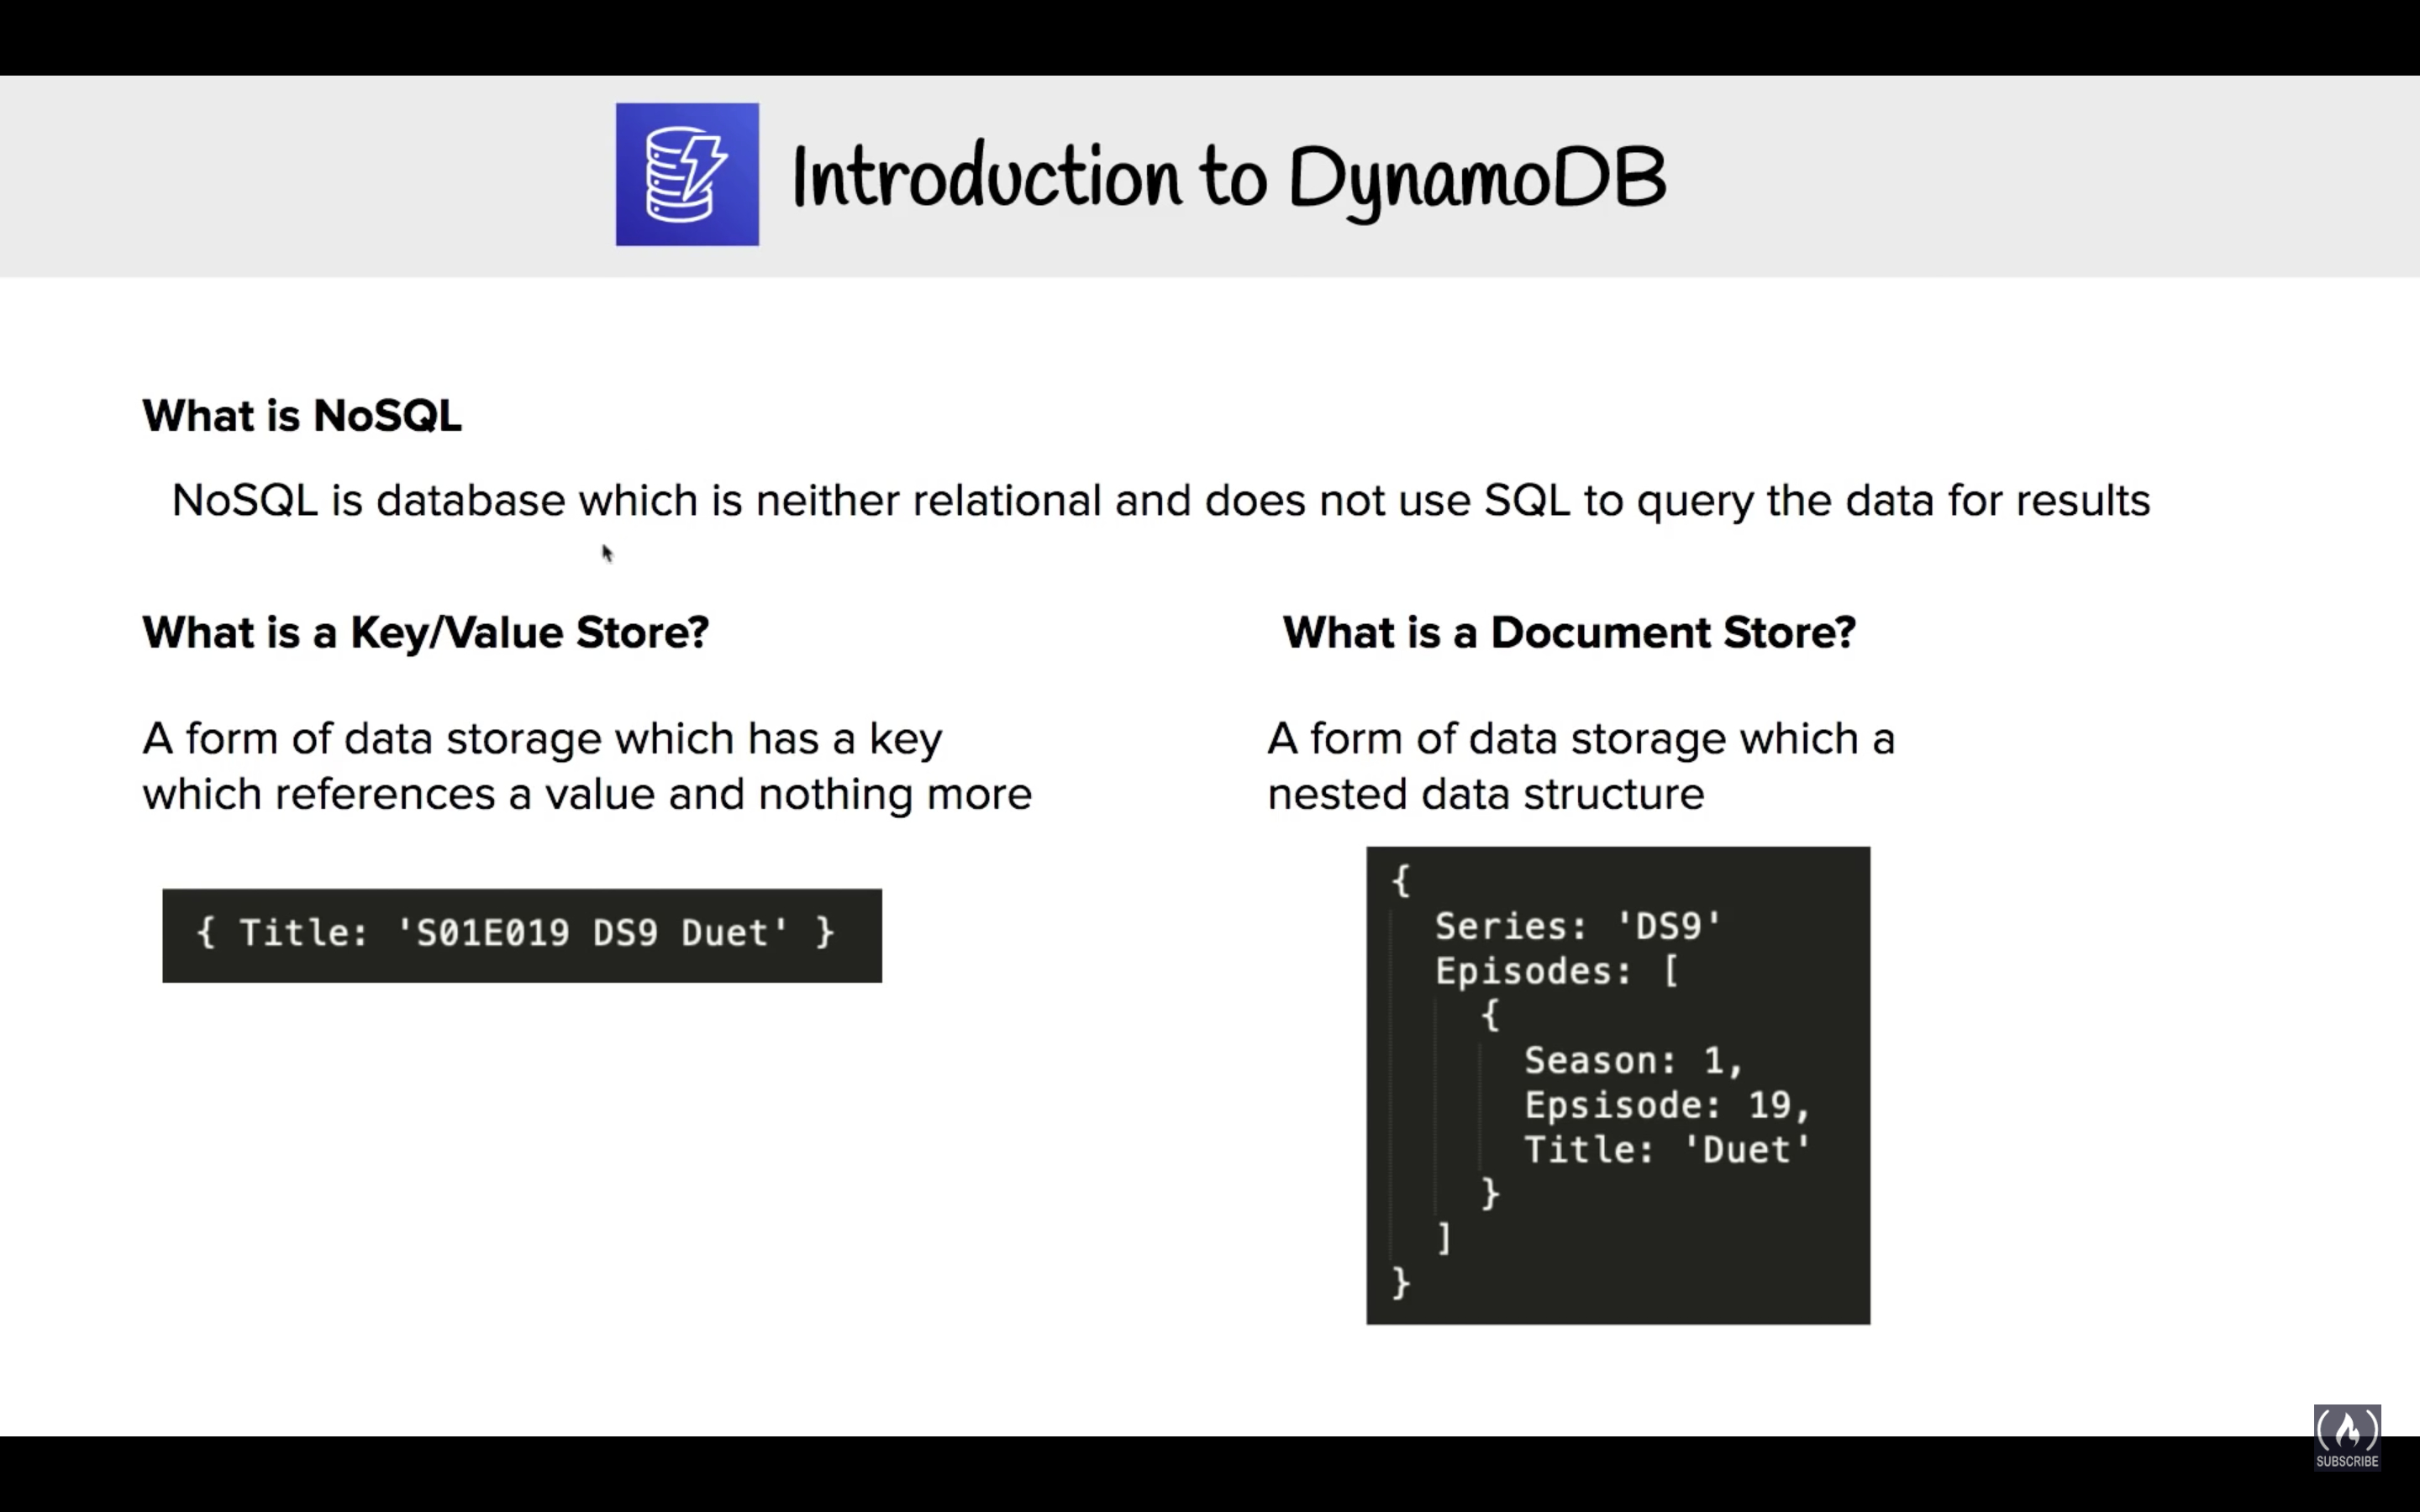 Introduction to DynamoDB
What is NoSQL
NoSQL is database which is neither relational and does not use SQL to query the data for results
What is a Key/Value Store?
A form of data storage which has a key
which references a value and nothing more
{ Title: 'S01E019 DS9 Duet' }
What is a Document Store?
A form of data storage which a
nested data structure
{
Series: 'DS9'
Episodes: [
{
Season: 1,
Epsisode: 19,
Title: 'Duet'
}
]
}
SUBSCRIBE